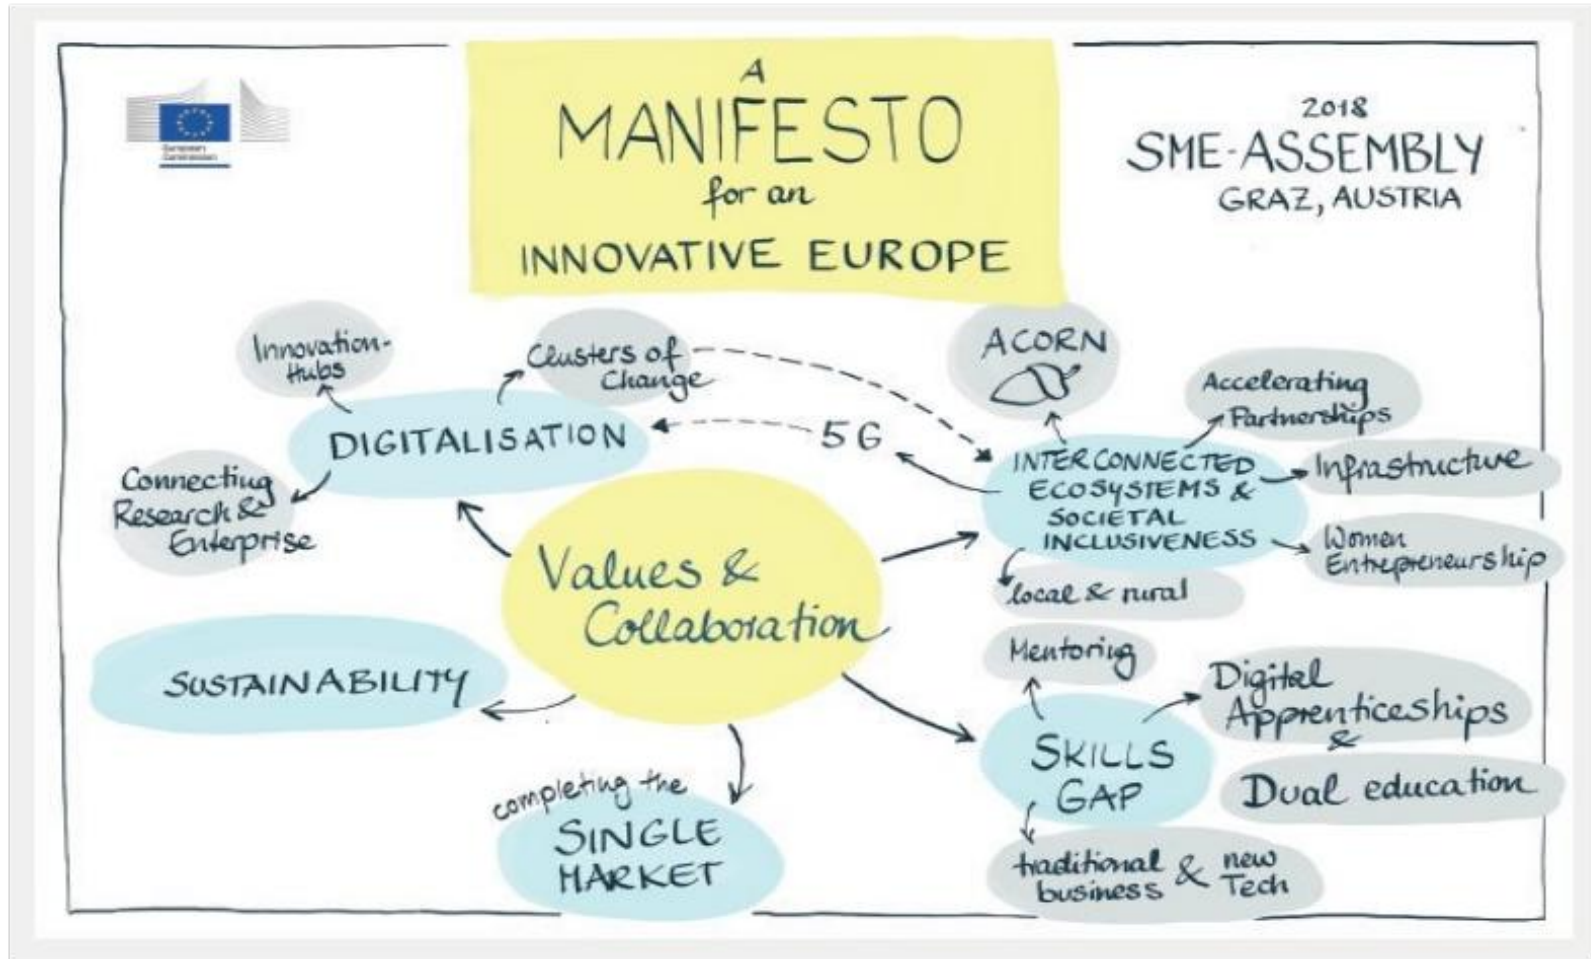 European
Commission
A
MANIFESTO
for an
INNOVATIVE EUROPE
2018
SME-ASSEMBLY
GRAZ, AUSTRIA
Innovation-
Hubs
Clusters of
Change
DIGITALISATION
Connecting
Research &
Enterprise
5G
ACORN
Accelerating
Partnerships
INTERCONNECTED
ECOSYSTEMS &
SOCIETAL
INCLUSIVENESS
Infrastructure
Women
Entrepreneurship
local & rural
Values &
Collaboration
SUSTAINABILITY
completing the
SINGLE
MARKET
Mentoring
Digital
Apprenticeships
&
Dual education
SKILLS
GAP
traditional & new
business Tech